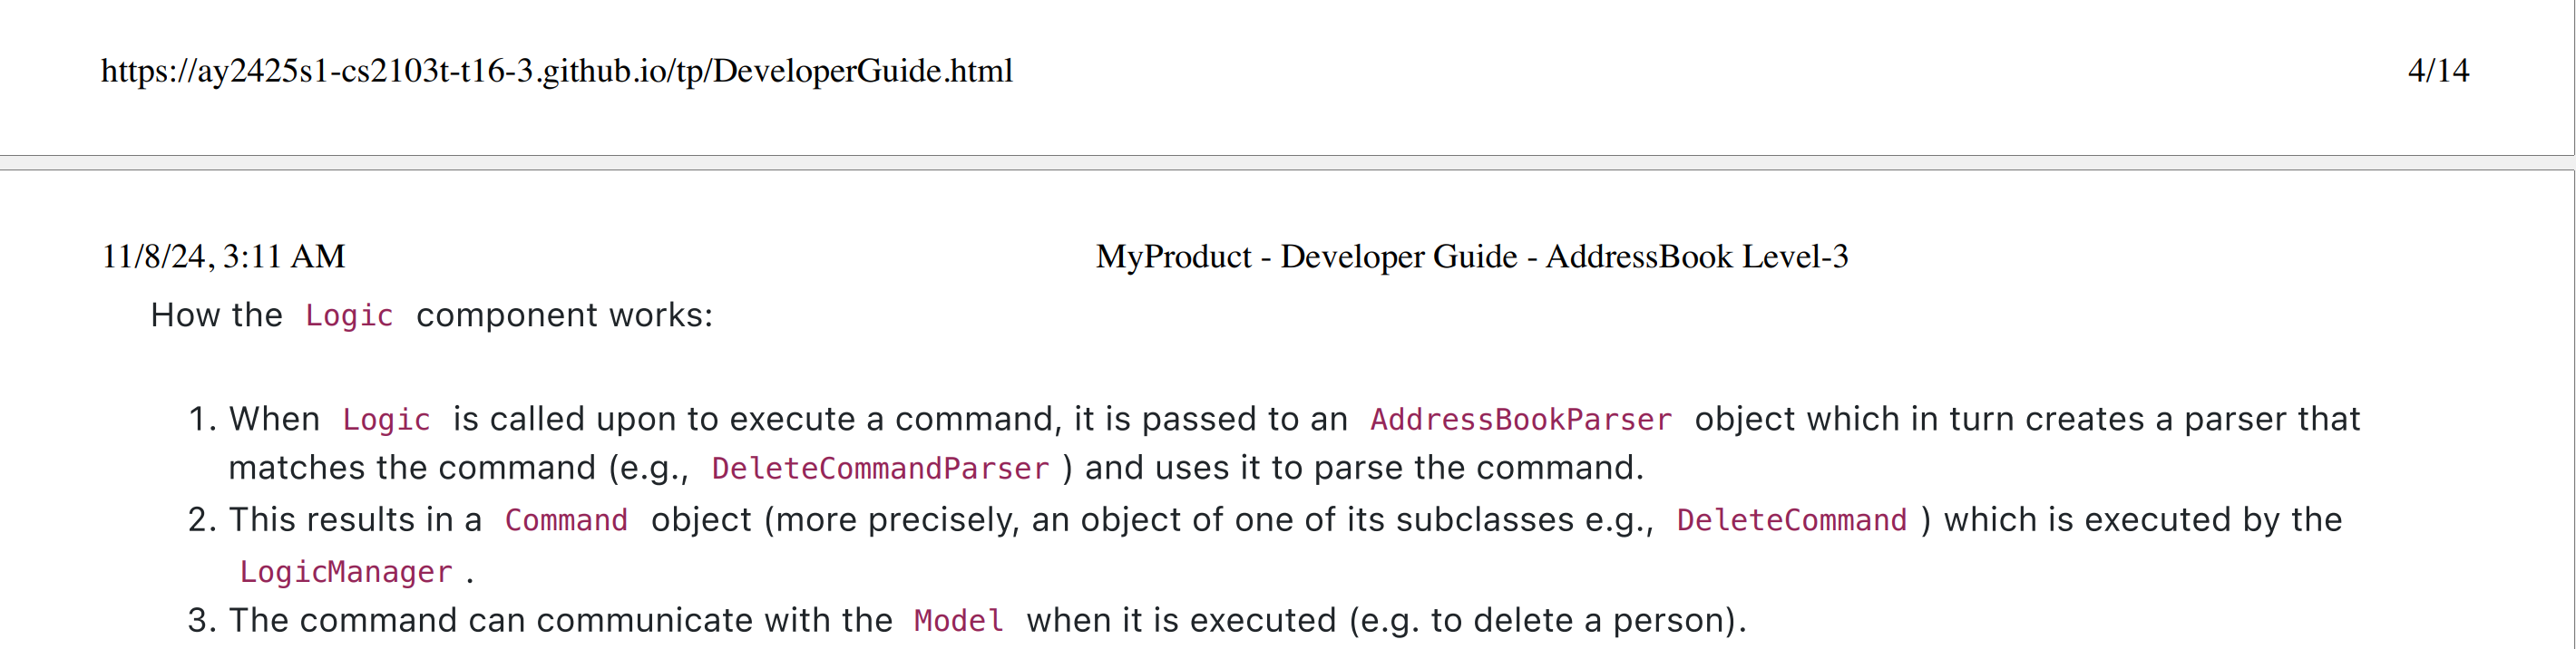 https://ay2425s1-cs2103t-t16-3.github.io/tp/DeveloperGuide.html 4/14
11/8/24, 3:11 AM MyProduct - Developer Guide - AddressBook Level-3
How the Logic component works:
1. When Logic is called upon to execute a command, it is passed to an AddressBookParser object which in turn creates a parser that
matches the command (e.g., DeleteCommandParser ) and uses it to parse the command.
2. This results in a Command object (more precisely, an object of one of its subclasses e.g., DeleteCommand ) which is executed by the
LogicManager .
3. The command can communicate with the Model when it is executed (e.g. to delete a person).